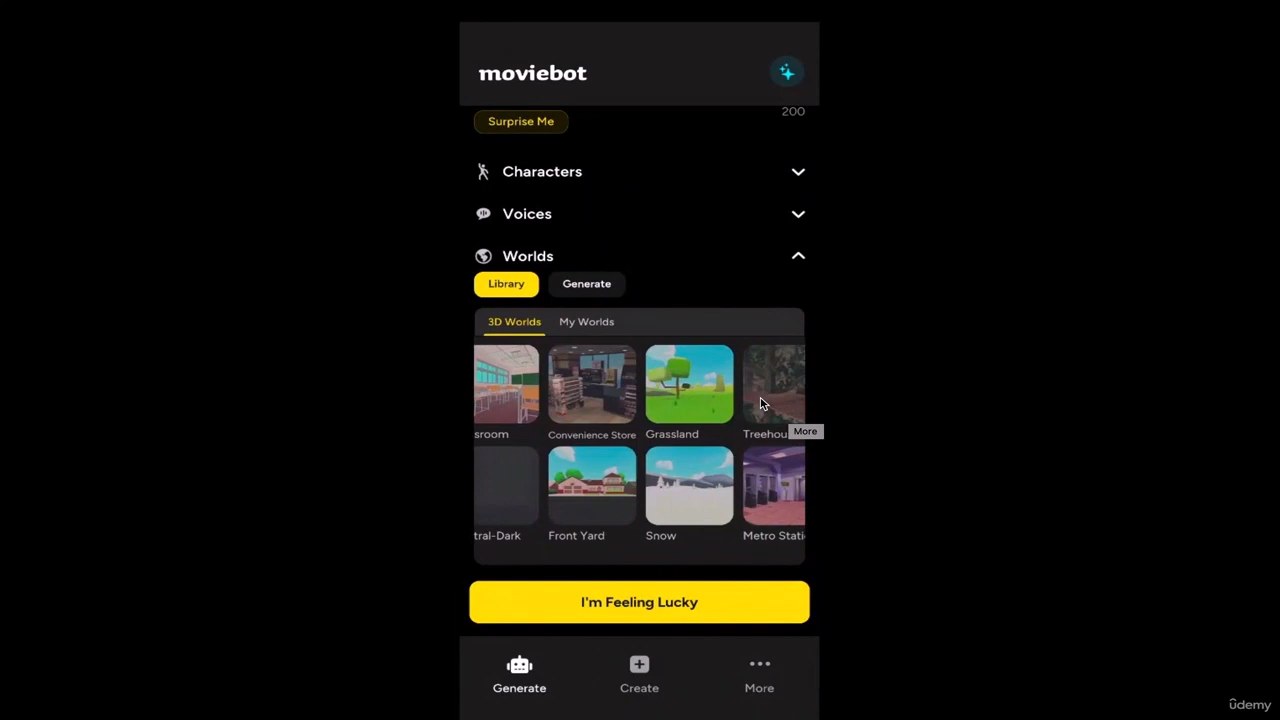 moviebot
200
Surprise Me
Characters
Voices
Worlds
Library Generate
3D Worlds My Worlds
sroom Convenience Store Grassland Treehou
More
tral-Dark Front Yard Snow Metro Stati
I'm Feeling Lucky
Generate Create More
ûdemy